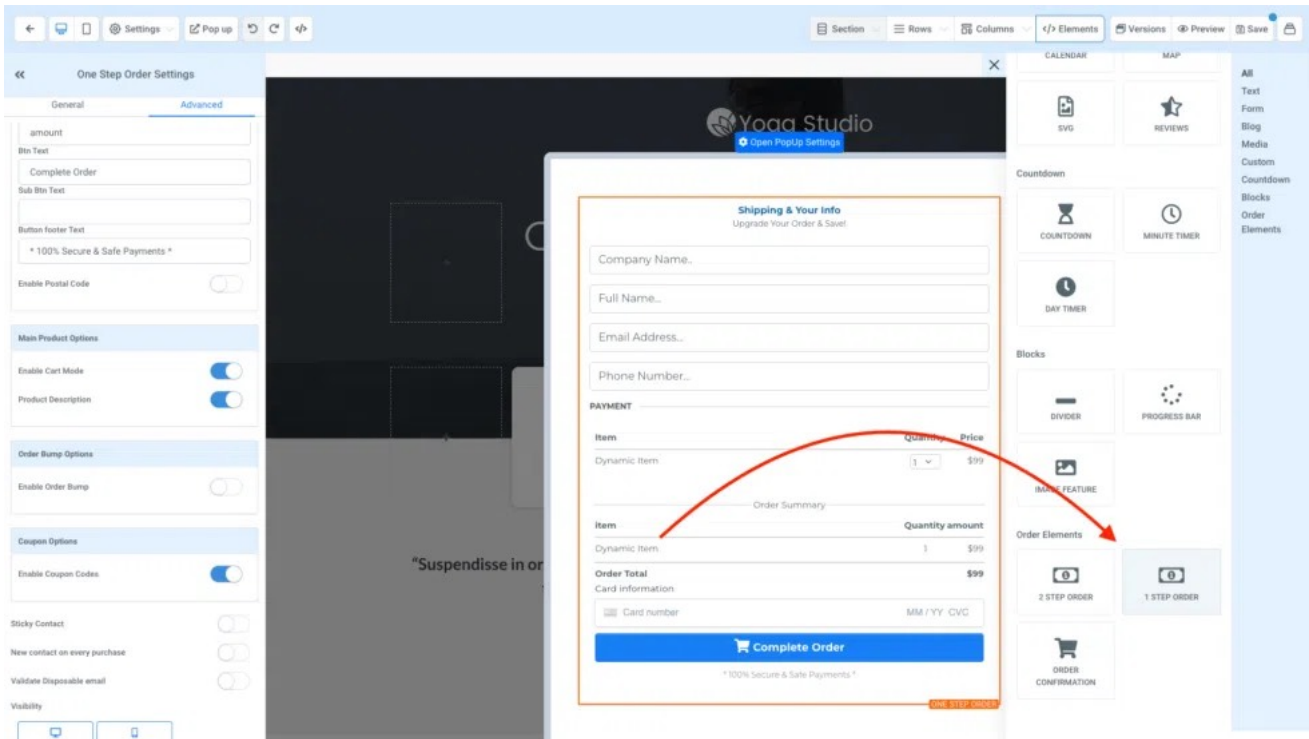 Settings
Pop up
Section
Rows
Columns
</> Elements
Versions
Preview
Save
One Step Order Settings
General
Advanced
amount
Btn Text
Complete Order
Sub Btn Text
Button footer Text
* 100% Secure & Safe Payments *
Enable Postal Code
Main Product Options
Enable Cart Mode
Product Description
Order Bump Options
Enable Order Bump
Coupon Options
Enable Coupon Codes
Sticky Contact
New contact on every purchase
Validate Disposable email
Visibility
Yoga Studio
Open PopUp Settings
"Suspendisse in or
Shipping & Your Info
Upgrade Your Order & Save!
Company Name..
Full Name...
Email Address...
Phone Number...
PAYMENT
Item Quantity Price
Dynamic Item 1 $99
Order Summary
Item Quantity amount
Dynamic Item 1 $99
Order Total $99
Card information
Card number MM / YY CVC
Complete Order
* 100% Secure & Safe Payments *
ONE STEP ORDER
CALENDAR
MAP
SVG
REVIEWS
Countdown
COUNTDOWN
MINUTE TIMER
DAY TIMER
Blocks
DIVIDER
PROGRESS BAR
IMAGE FEATURE
Order Elements
2 STEP ORDER
1 STEP ORDER
ORDER
CONFIRMATION
All
Text
Form
Blog
Media
Custom
Countdown
Blocks
Order
Elements